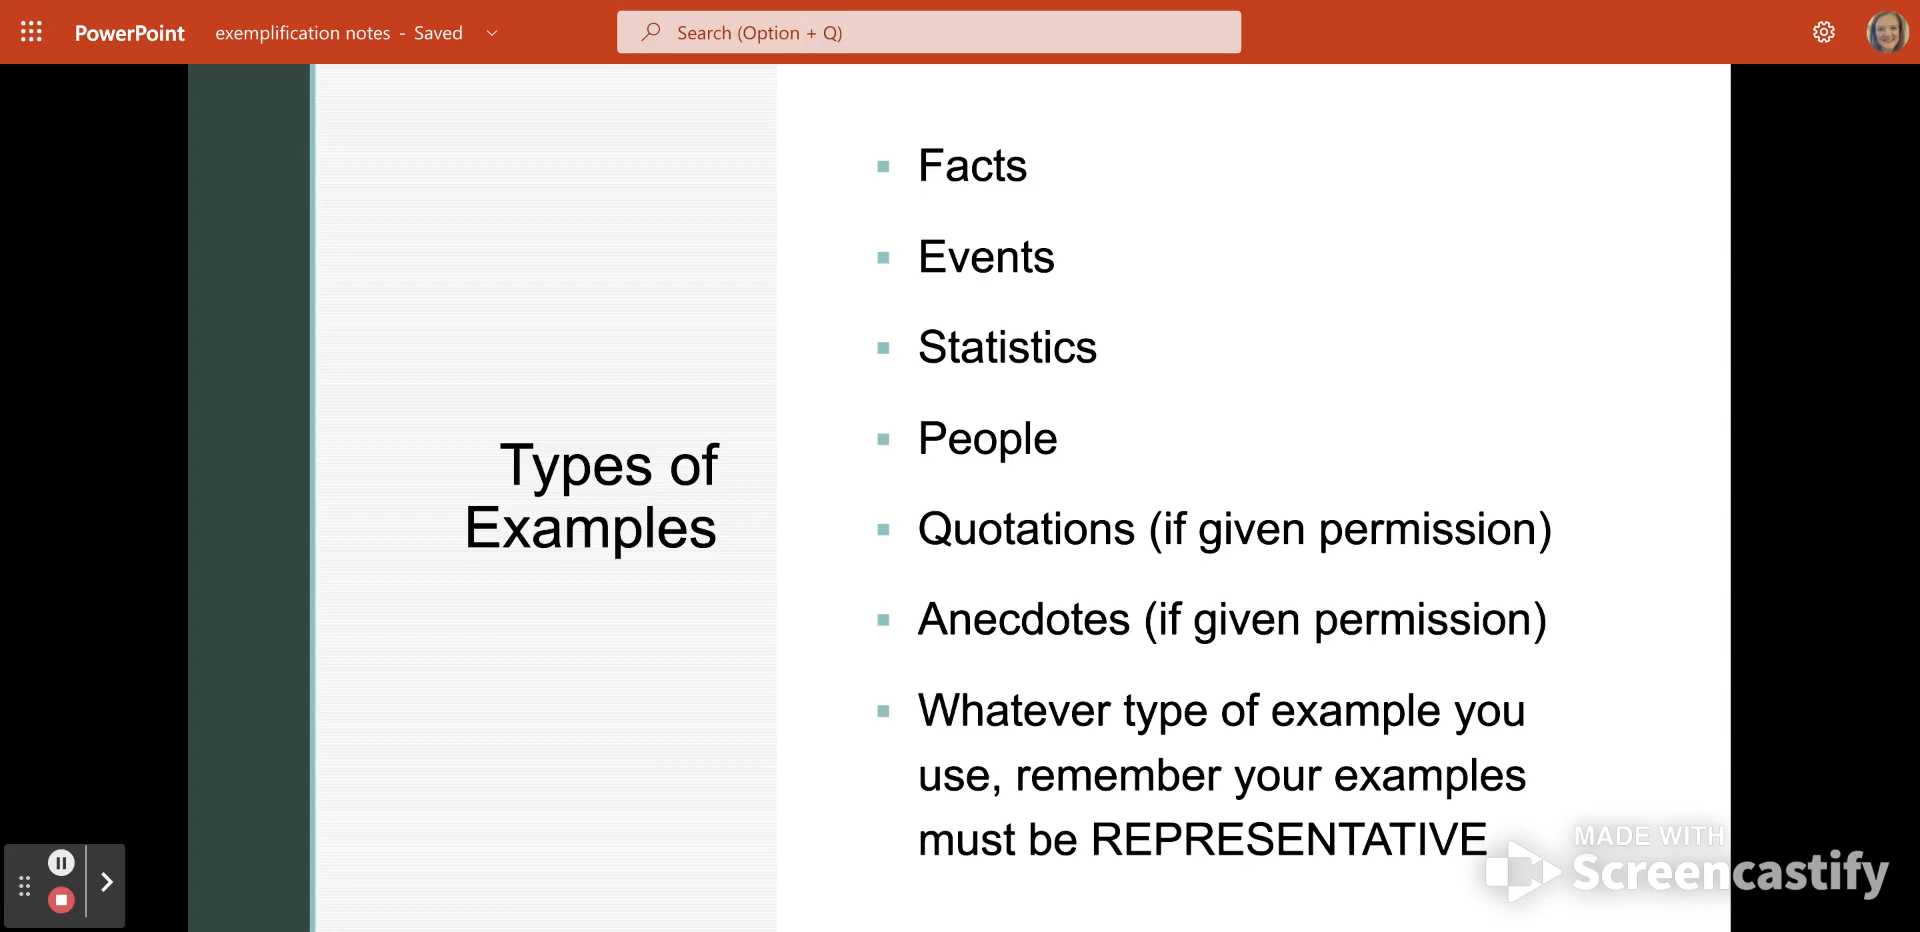 PowerPoint
exemplification notes - Saved
Search (Option + Q)
Types of
Examples
Facts
Events
Statistics
People
Quotations (if given permission)
Anecdotes (if given permission)
Whatever type of example you
use, remember your examples
must be REPRESENTATIVE
MADE WITH
Screencastify